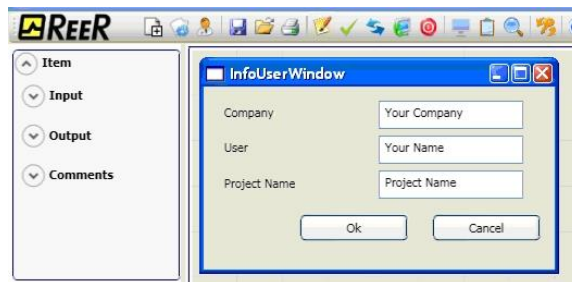 REER
Item
Input
Output
Comments
InfoUserWindow
Company Your Company
User Your Name
Project Name Project Name
Ok Cancel